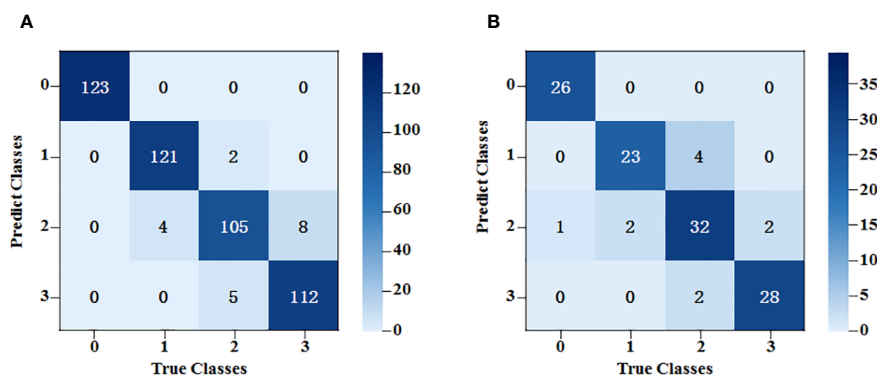 A
Predict Classes
0 123 0 0 0
1 0 121 2 0
2 0 4 105 8
3 0 0 5 112
0 1 2 3
True Classes
120
100
80
60
40
20
0
B
Predict Classes
0 26 0 0 0
1 0 23 4 0
2 1 2 32 2
3 0 0 2 28
0 1 2 3
True Classes
35
30
25
20
15
10
5
0